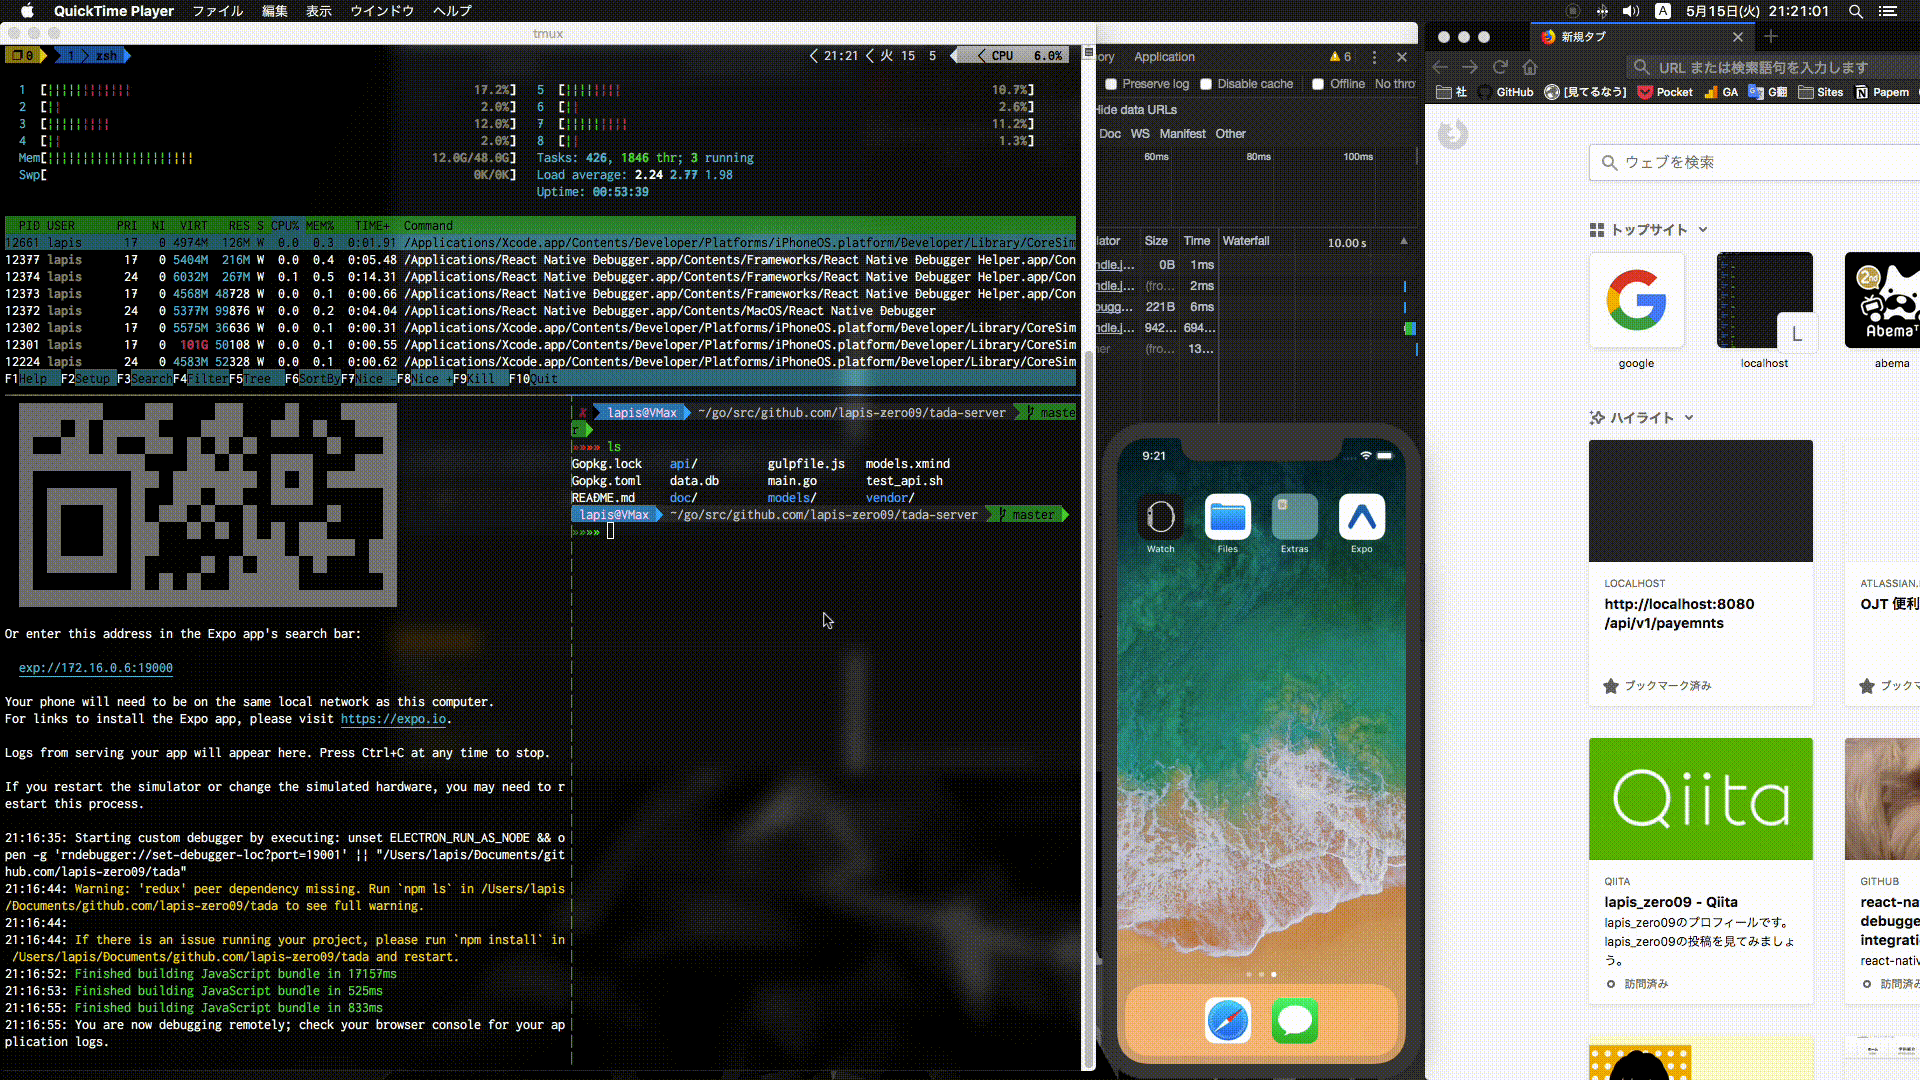 QuickTime Player ファイル 編集 表示 ウインドウ ヘルプ
A 5月15日(火) 21:21:01
tmux
0 1 zsh 21:21 火 15 5 CPU 6.0%
1 [ 17.2%] 5 [ 10.7%]
2 [ 2.0%] 6 [ 2.6%]
3 [ 12.0%] 7 [ 11.2%]
4 [ 2.0%] 8 [ 1.3%]
Mem[ 12.0G/48.0G] Tasks: 426, 1846 thr; 3 running
Swp[ 0K/0K] Load average: 2.24 2.77 1.98
Uptime: 00:53:39
PID USER PRI NI VIRT RES S CPU% MEM% TIME+ Command
12661 lapis 17 0 4974M 126M W 0.0 0.3 0:01.91 /Applications/Xcode.app/Contents/Developer/Platforms/iPhoneOS.platform/Developer/Library/CoreSim
12377 lapis 17 0 5404M 216M W 0.0 0.4 0:05.48 /Applications/React Native Debugger.app/Contents/Frameworks/React Native Debugger Helper.app/Con
12374 lapis 24 0 6032M 267M W 0.1 0.5 0:14.31 /Applications/React Native Debugger.app/Contents/Frameworks/React Native Debugger Helper.app/Con
12373 lapis 17 0 4568M 48728 W 0.0 0.1 0:00.66 /Applications/React Native Debugger.app/Contents/Frameworks/React Native Debugger Helper.app/Con
12372 lapis 24 0 5377M 99876 W 0.0 0.2 0:04.04 /Applications/React Native Debugger.app/Contents/MacOS/React Native Debugger
12302 lapis 17 0 5575M 36636 W 0.0 0.1 0:00.31 /Applications/Xcode.app/Contents/Developer/Platforms/iPhoneOS.platform/Developer/Library/CoreSim
12301 lapis 17 0 101G 50108 W 0.0 0.1 0:00.55 /Applications/Xcode.app/Contents/Developer/Platforms/iPhoneOS.platform/Developer/Library/CoreSim
12224 lapis 24 0 4583M 52328 W 0.0 0.1 0:00.62 /Applications/Xcode.app/Contents/Developer/Platforms/iPhoneOS.platform/Developer/Library/CoreSim
F1Help F2Setup F3SearchF4FilterF5Tree F6SortByF7Nice -F8Nice +F9Kill F10Quit
Or enter this address in the Expo app's search bar:
exp://172.16.0.6:19000
Your phone will need to be on the same local network as this computer.
For links to install the Expo app, please visit https://expo.io.
Logs from serving your app will appear here. Press Ctrl+C at any time to stop.
If you restart the simulator or change the simulated hardware, you may need to r
estart this process.
21:16:35: Starting custom debugger by executing: unset ELECTRON_RUN_AS_NODE && o
pen -g 'rndebugger://set-debugger-loc?port=19001' || "/Users/lapis/Documents/git
hub.com/lapis-zero09/tada"
21:16:44: Warning: 'redux' peer dependency missing. Run `npm ls` in /Users/lapis
/Documents/github.com/lapis-zero09/tada to see full warning.
21:16:44:
21:16:44: If there is an issue running your project, please run `npm install` in
/Users/lapis/Documents/github.com/lapis-zero09/tada and restart.
21:16:52: Finished building JavaScript bundle in 17157ms
21:16:53: Finished building JavaScript bundle in 525ms
21:16:55: Finished building JavaScript bundle in 833ms
21:16:55: You are now debugging remotely; check your browser console for your ap
plication logs.
✗ lapis@VMax ~/go/src/github.com/lapis-zero09/tada-server maste
r
»»»» ls
Gopkg.lock api/ gulpfile.js models.xmind
Gopkg.toml data.db main.go test_api.sh
README.md doc/ models/ vendor/
lapis@VMax ~/go/src/github.com/lapis-zero09/tada-server master
»»»»
ory Application 6
Preserve log Disable cache Offline No thro
Hide data URLs
Doc WS Manifest Other
60ms 80ms 100ms
iator Size Time Waterfall 10.00 s
ndle.j... 0B 1ms
ndle.j... (fro... 2ms
bugg... 221B 6ms
ndle.j... 942... 694...
her (fro... 13...
9:21
Watch Files Extras Expo
新規タブ
URL または検索語句を入力します
社 GitHub [見てるなう] Pocket GA G翻 Sites Papem
ウェブを検索
トップサイト
2nd
AbemaT
L
google localhost abema
ハイライト
LOCALHOST
http://localhost:8080
/api/v1/payemnts
ブックマーク済み
ATLASSIAN.
OJT 便利
ブックマ
Qiita
QIITA
lapis_zero09 - Qiita
lapis_zero09のプロフィールです。
lapis_zero09の投稿を見てみましょ
う。
訪問済み
GITHUB
react-na
debugge
integratio
react-nativ
訪問済み